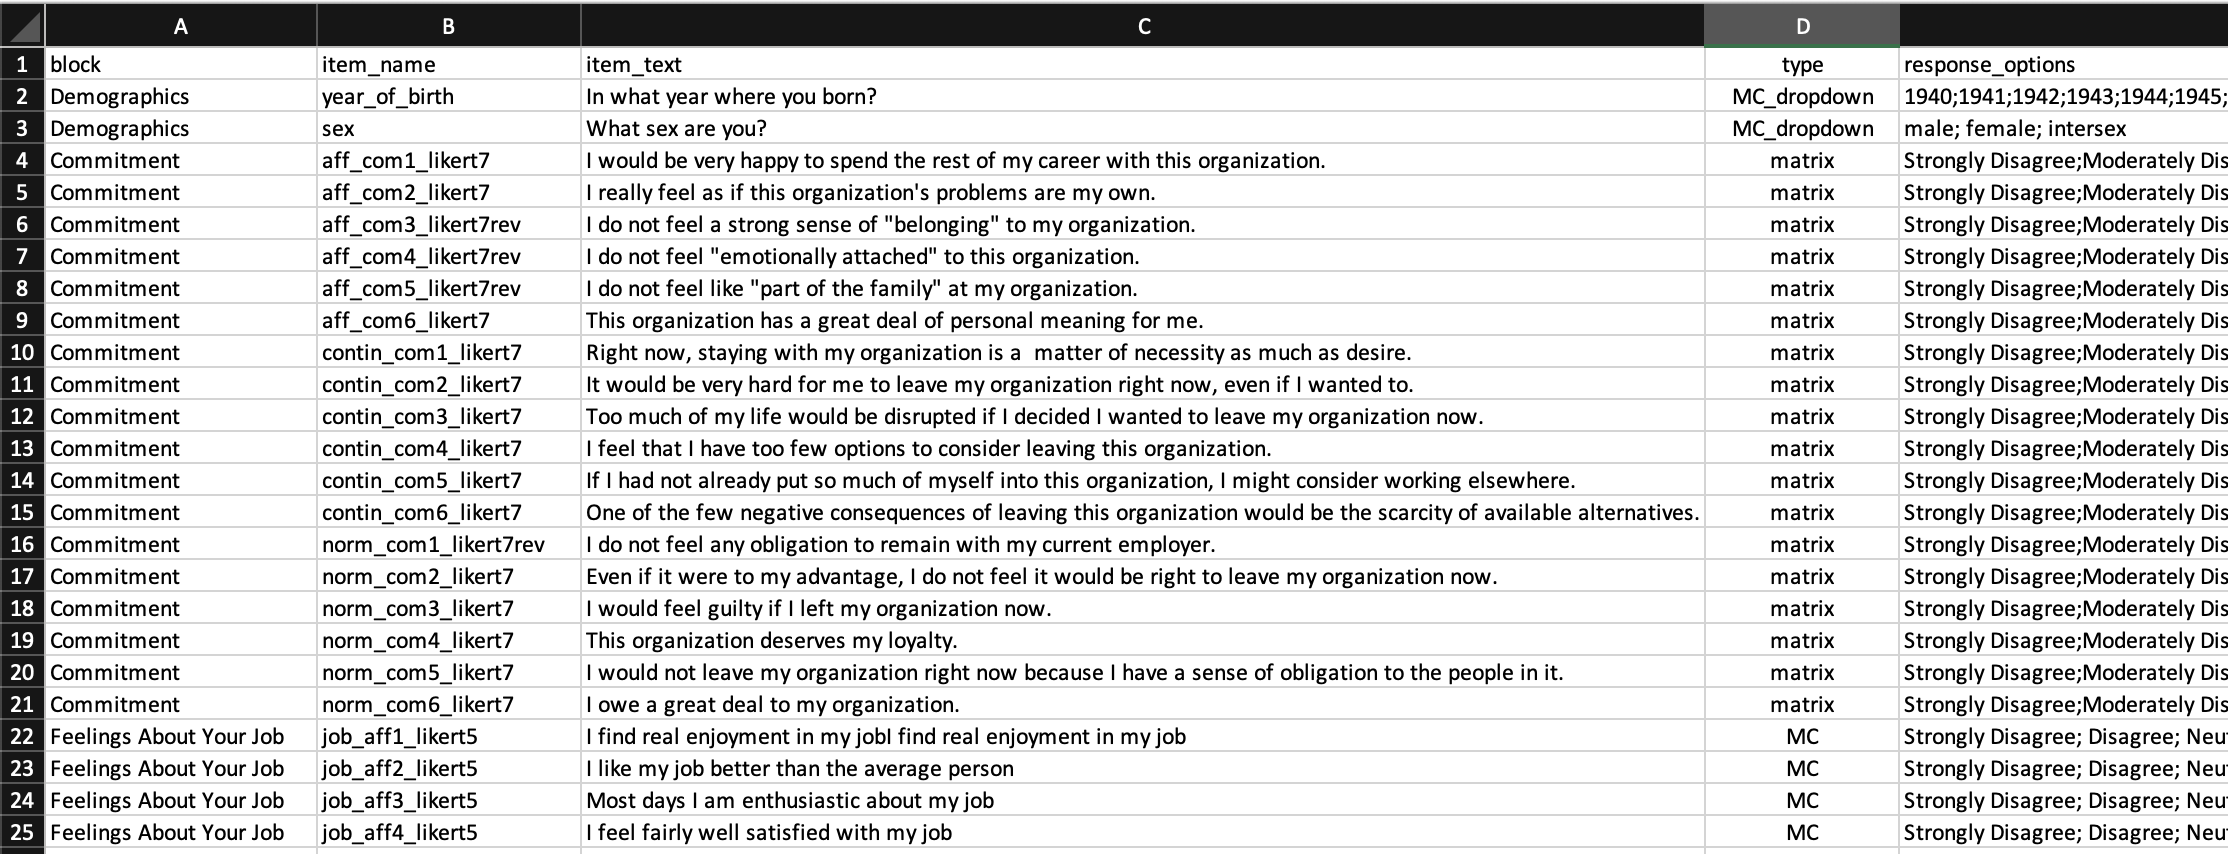 A B C D
1 block item_name item_text type response_options
2 Demographics year_of_birth In what year where you born? MC_dropdown 1940;1941;1942;1943;1944;1945;
3 Demographics sex What sex are you? MC_dropdown male; female; intersex
4 Commitment aff_com1_likert7 I would be very happy to spend the rest of my career with this organization. matrix Strongly Disagree;Moderately Dis
5 Commitment aff_com2_likert7 I really feel as if this organization's problems are my own. matrix Strongly Disagree;Moderately Dis
6 Commitment aff_com3_likert7rev I do not feel a strong sense of "belonging" to my organization. matrix Strongly Disagree;Moderately Dis
7 Commitment aff_com4_likert7rev I do not feel "emotionally attached" to this organization. matrix Strongly Disagree;Moderately Dis
8 Commitment aff_com5_likert7rev I do not feel like "part of the family" at my organization. matrix Strongly Disagree;Moderately Dis
9 Commitment aff_com6_likert7 This organization has a great deal of personal meaning for me. matrix Strongly Disagree;Moderately Dis
10 Commitment contin_com1_likert7 Right now, staying with my organization is a  matter of necessity as much as desire. matrix Strongly Disagree;Moderately Dis
11 Commitment contin_com2_likert7 It would be very hard for me to leave my organization right now, even if I wanted to. matrix Strongly Disagree;Moderately Dis
12 Commitment contin_com3_likert7 Too much of my life would be disrupted if I decided I wanted to leave my organization now. matrix Strongly Disagree;Moderately Dis
13 Commitment contin_com4_likert7 I feel that I have too few options to consider leaving this organization. matrix Strongly Disagree;Moderately Dis
14 Commitment contin_com5_likert7 If I had not already put so much of myself into this organization, I might consider working elsewhere. matrix Strongly Disagree;Moderately Dis
15 Commitment contin_com6_likert7 One of the few negative consequences of leaving this organization would be the scarcity of available alternatives. matrix Strongly Disagree;Moderately Dis
16 Commitment norm_com1_likert7rev I do not feel any obligation to remain with my current employer. matrix Strongly Disagree;Moderately Dis
17 Commitment norm_com2_likert7 Even if it were to my advantage, I do not feel it would be right to leave my organization now. matrix Strongly Disagree;Moderately Dis
18 Commitment norm_com3_likert7 I would feel guilty if I left my organization now. matrix Strongly Disagree;Moderately Dis
19 Commitment norm_com4_likert7 This organization deserves my loyalty. matrix Strongly Disagree;Moderately Dis
20 Commitment norm_com5_likert7 I would not leave my organization right now because I have a sense of obligation to the people in it. matrix Strongly Disagree;Moderately Dis
21 Commitment norm_com6_likert7 I owe a great deal to my organization. matrix Strongly Disagree;Moderately Dis
22 Feelings About Your Job job_aff1_likert5 I find real enjoyment in my jobI find real enjoyment in my job MC Strongly Disagree; Disagree; Neu
23 Feelings About Your Job job_aff2_likert5 I like my job better than the average person MC Strongly Disagree; Disagree; Neu
24 Feelings About Your Job job_aff3_likert5 Most days I am enthusiastic about my job MC Strongly Disagree; Disagree; Neu
25 Feelings About Your Job job_aff4_likert5 I feel fairly well satisfied with my job MC Strongly Disagree; Disagree; Neu